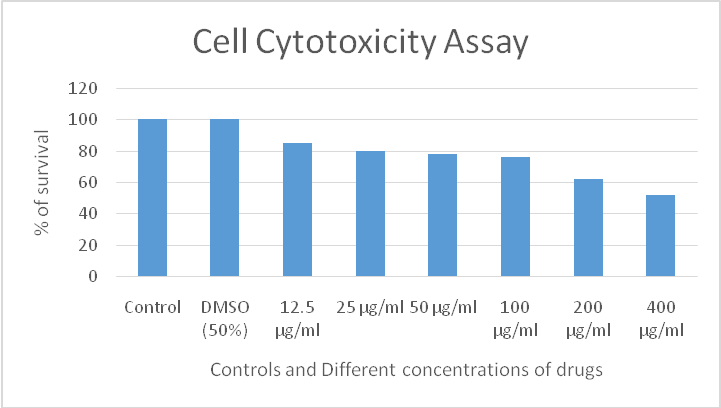 Cell Cytotoxicity Assay
120
100
80
60
40
20
0
% of survival
Control
DMSO
(50%)
12.5
µg/ml
25 µg/ml
50 µg/ml
100
µg/ml
200
µg/ml
400
µg/ml
Controls and Different concentrations of drugs